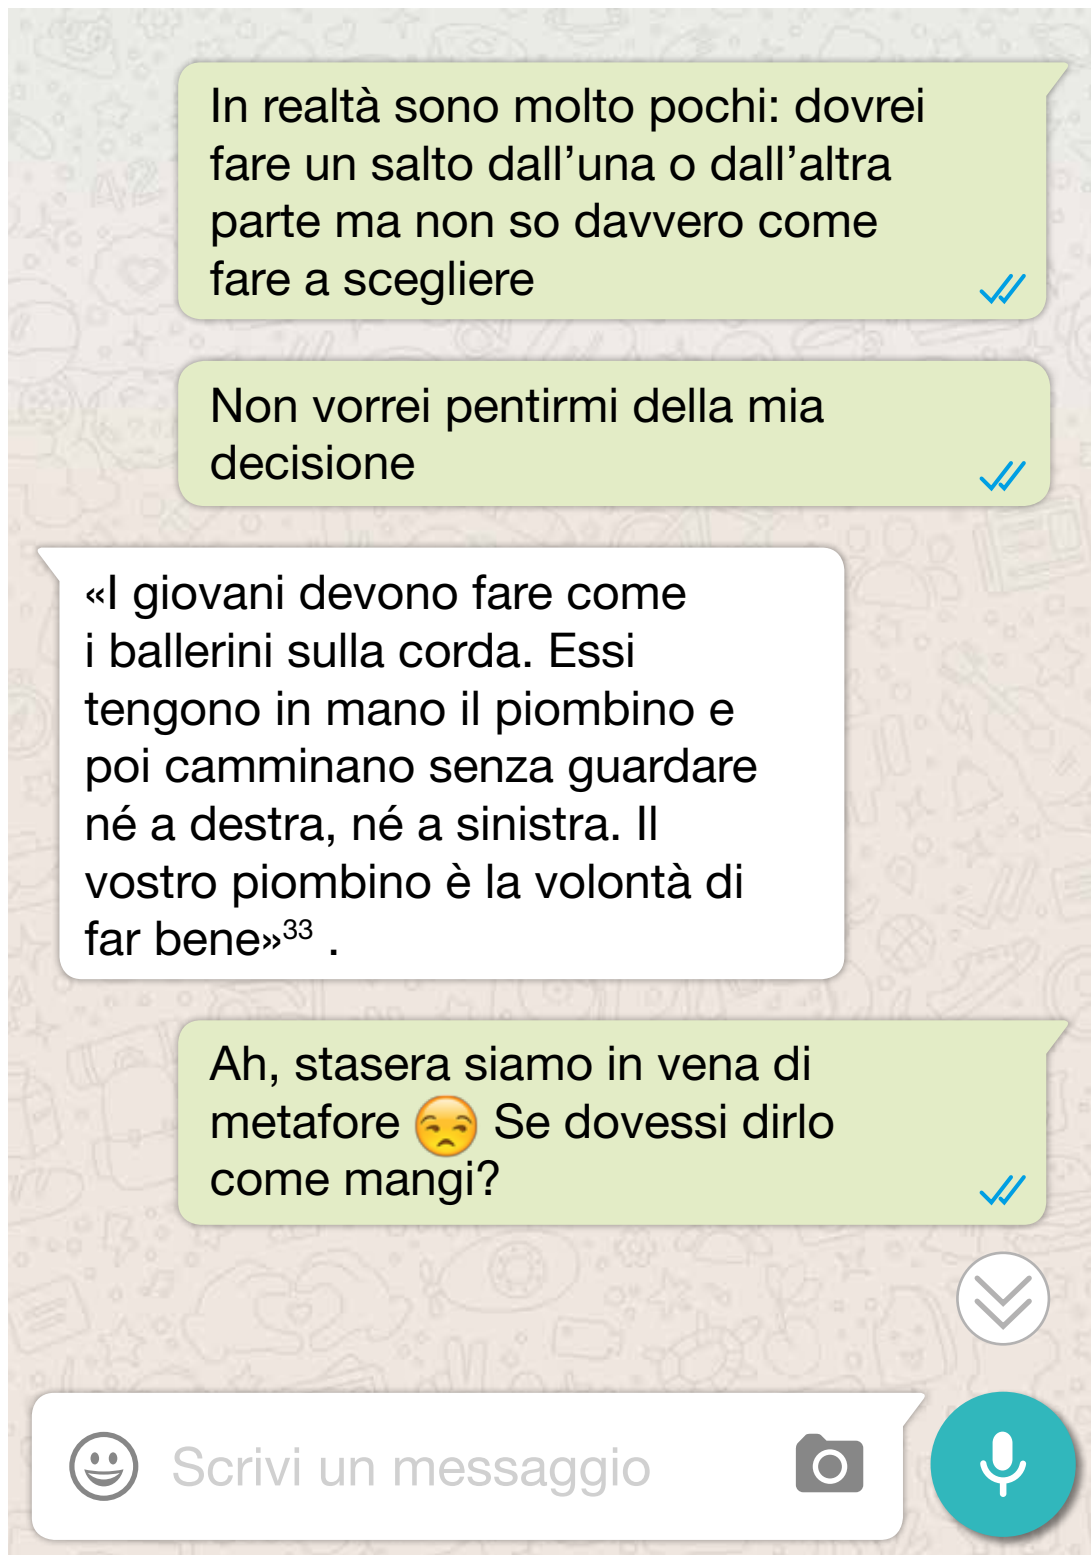 In realtà sono molto pochi: dovrei
fare un salto dall’una o dall’altra
parte ma non so davvero come
fare a scegliere
Non vorrei pentirmi della mia
decisione
«I giovani devono fare come
i ballerini sulla corda. Essi
tengono in mano il piombino e
poi camminano senza guardare
né a destra, né a sinistra. Il
vostro piombino è la volontà di
far bene»³³ .
Ah, stasera siamo in vena di
metafore 😒 Se dovessi dirlo
come mangi?
Scrivi un messaggio